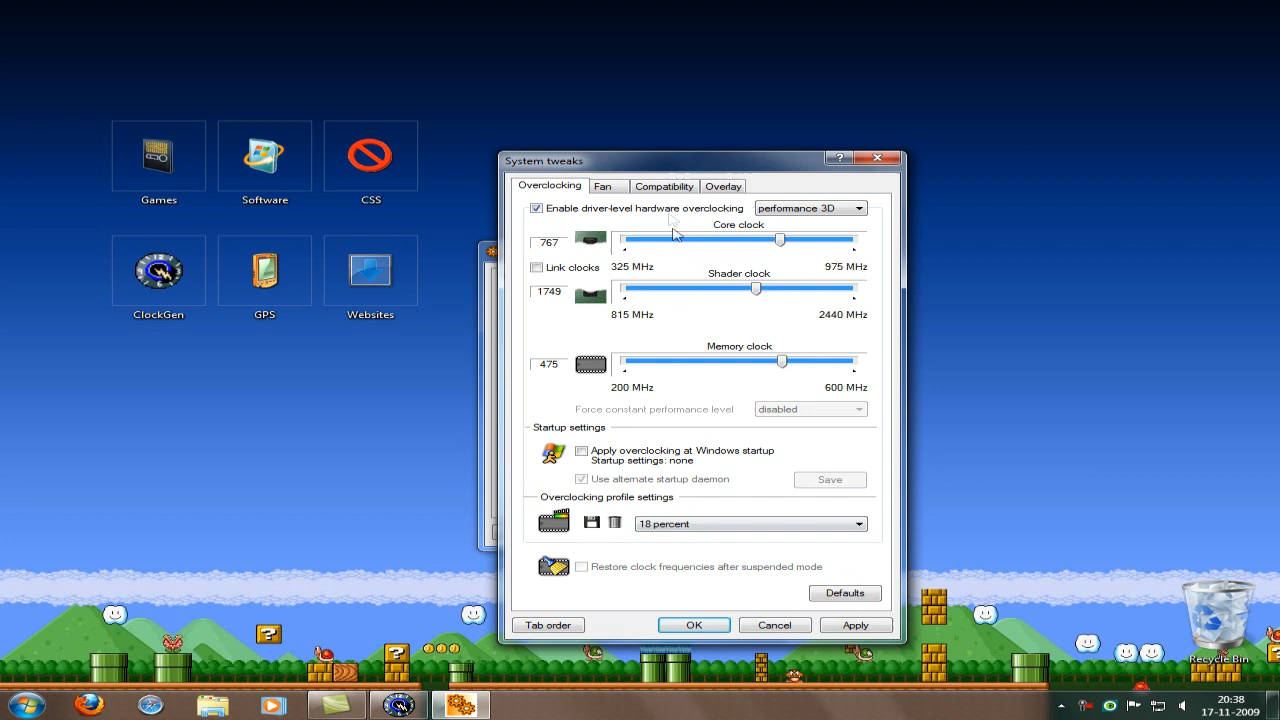 Games
Software
CSS
ClockGen
GPS
Websites
System tweaks
?
Overclocking
Fan
Compatibility
Overlay
Enable driver-level hardware overclocking
performance 3D
Core clock
767
Link clocks
325 MHz
975 MHz
Shader clock
1749
815 MHz
2440 MHz
Memory clock
475
200 MHz
600 MHz
Force constant performance level
disabled
Startup settings
Apply overclocking at Windows startup
Startup settings: none
Use alternate startup daemon
Save
Overclocking profile settings
18 percent
Restore clock frequencies after suspended mode
Defaults
Tab order
OK
Cancel
Apply
?
?
Recycle Bin
20:38
17-11-2009